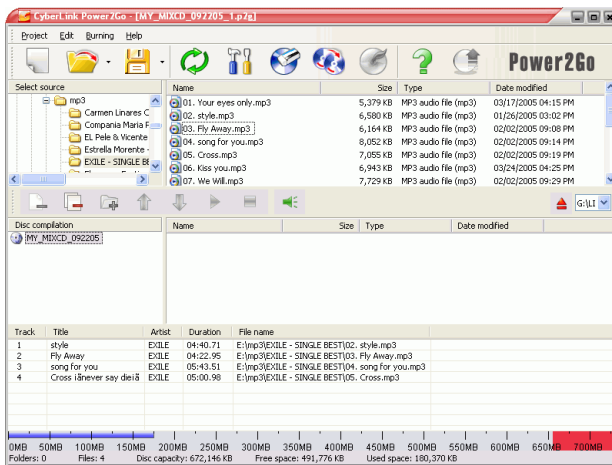 CyberLink Power2Go - [MY_MIXCD_092205_1.p2g]
Project Edit Burning Help
Power2Go
Select source
mp3
Carmen Linares C
Compania Maria F
EL Pele & Vicente
Estrella Morente -
EXILE - SINGLE BE
Name Size Type Date modified
01. Your eyes only.mp3 5,379 KB MP3 audio file (mp3) 03/17/2005 04:15 PM
02. style.mp3 6,580 KB MP3 audio file (mp3) 01/26/2005 03:02 PM
03. Fly Away.mp3 6,164 KB MP3 audio file (mp3) 02/02/2005 09:08 PM
04. song for you.mp3 8,052 KB MP3 audio file (mp3) 02/02/2005 09:14 PM
05. Cross.mp3 7,055 KB MP3 audio file (mp3) 02/02/2005 09:19 PM
06. Kiss you.mp3 6,943 KB MP3 audio file (mp3) 03/24/2005 04:25 PM
07. We Will.mp3 7,729 KB MP3 audio file (mp3) 02/02/2005 09:29 PM
G:\LI
Disc compilation
MY_MIXCD_092205
Name Size Type Date modified
Track Title Artist Duration File name
1 style EXILE 04:40.71 E:\mp3\EXILE - SINGLE BEST\02. style.mp3
2 Fly Away EXILE 04:22.95 E:\mp3\EXILE - SINGLE BEST\03. Fly Away.mp3
3 song for you EXILE 05:43.51 E:\mp3\EXILE - SINGLE BEST\04. song for you.mp3
4 Cross iãnever say dieiã EXILE 05:00.98 E:\mp3\EXILE - SINGLE BEST\05. Cross.mp3
0MB 50MB 100MB 150MB 200MB 250MB 300MB 350MB 400MB 450MB 500MB 550MB 600MB 650MB 700MB
Folders: 0 Files: 4 Disc capacity: 672,146 KB Free space: 491,776 KB Used space: 180,370 KB